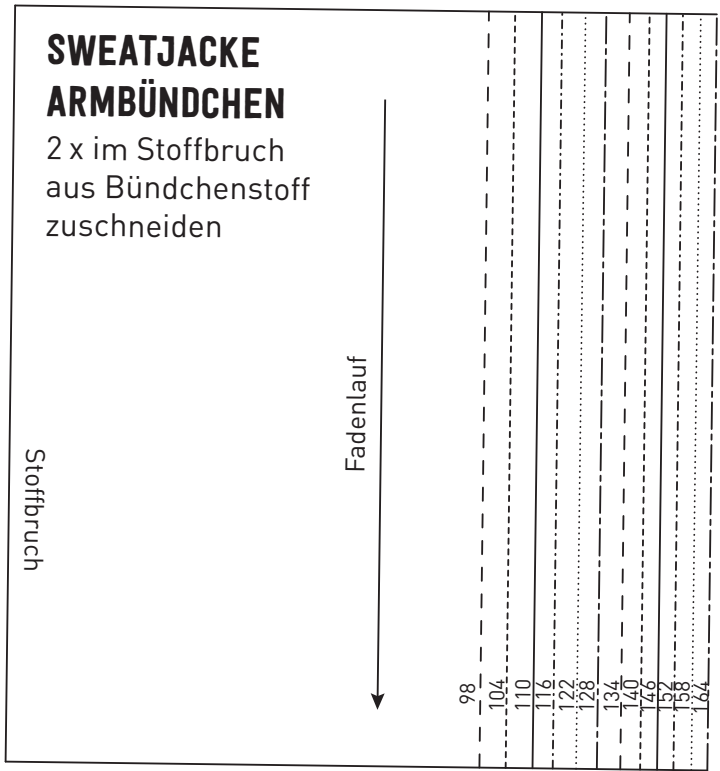 SWEATJACKE
ARMBÜNDCHEN
2 x im Stoffbruch
aus Bündchenstoff
zuschneiden
Fadenlauf
Stoffbruch
98 104 110 116 122 128 134 140 146 152 158 164